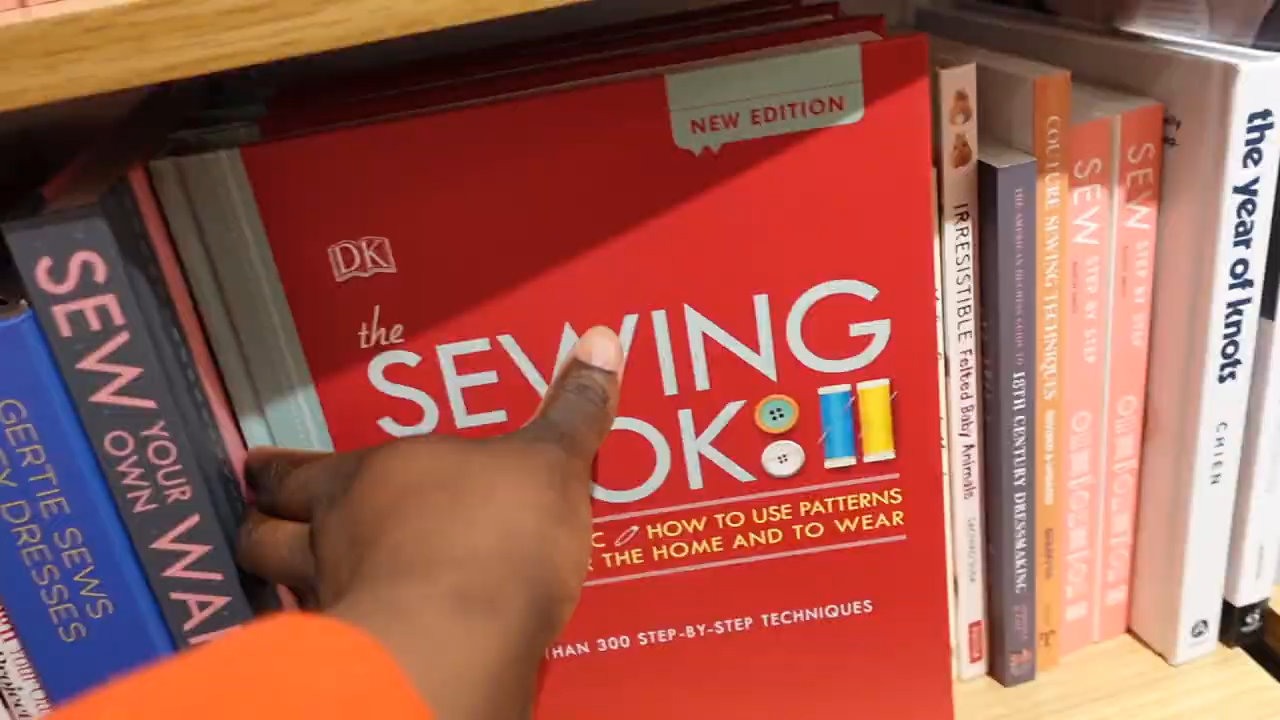 GERTIE SEWS
DRESSES
SEW
YOUR
OWN
NEW EDITION
DK
the
SEWING
OK
HOW TO USE PATTERNS
THE HOME AND TO WEAR
THAN 300 STEP-BY-STEP TECHNIQUES
IRRESISTIBLE Felted Baby Animals
18TH CENTURY DRESSMAKING
COUTURE SEWING TECHNIQUES
SEW STEP BY STEP
SEW STEP BY STEP
the year of knots
CHIEN